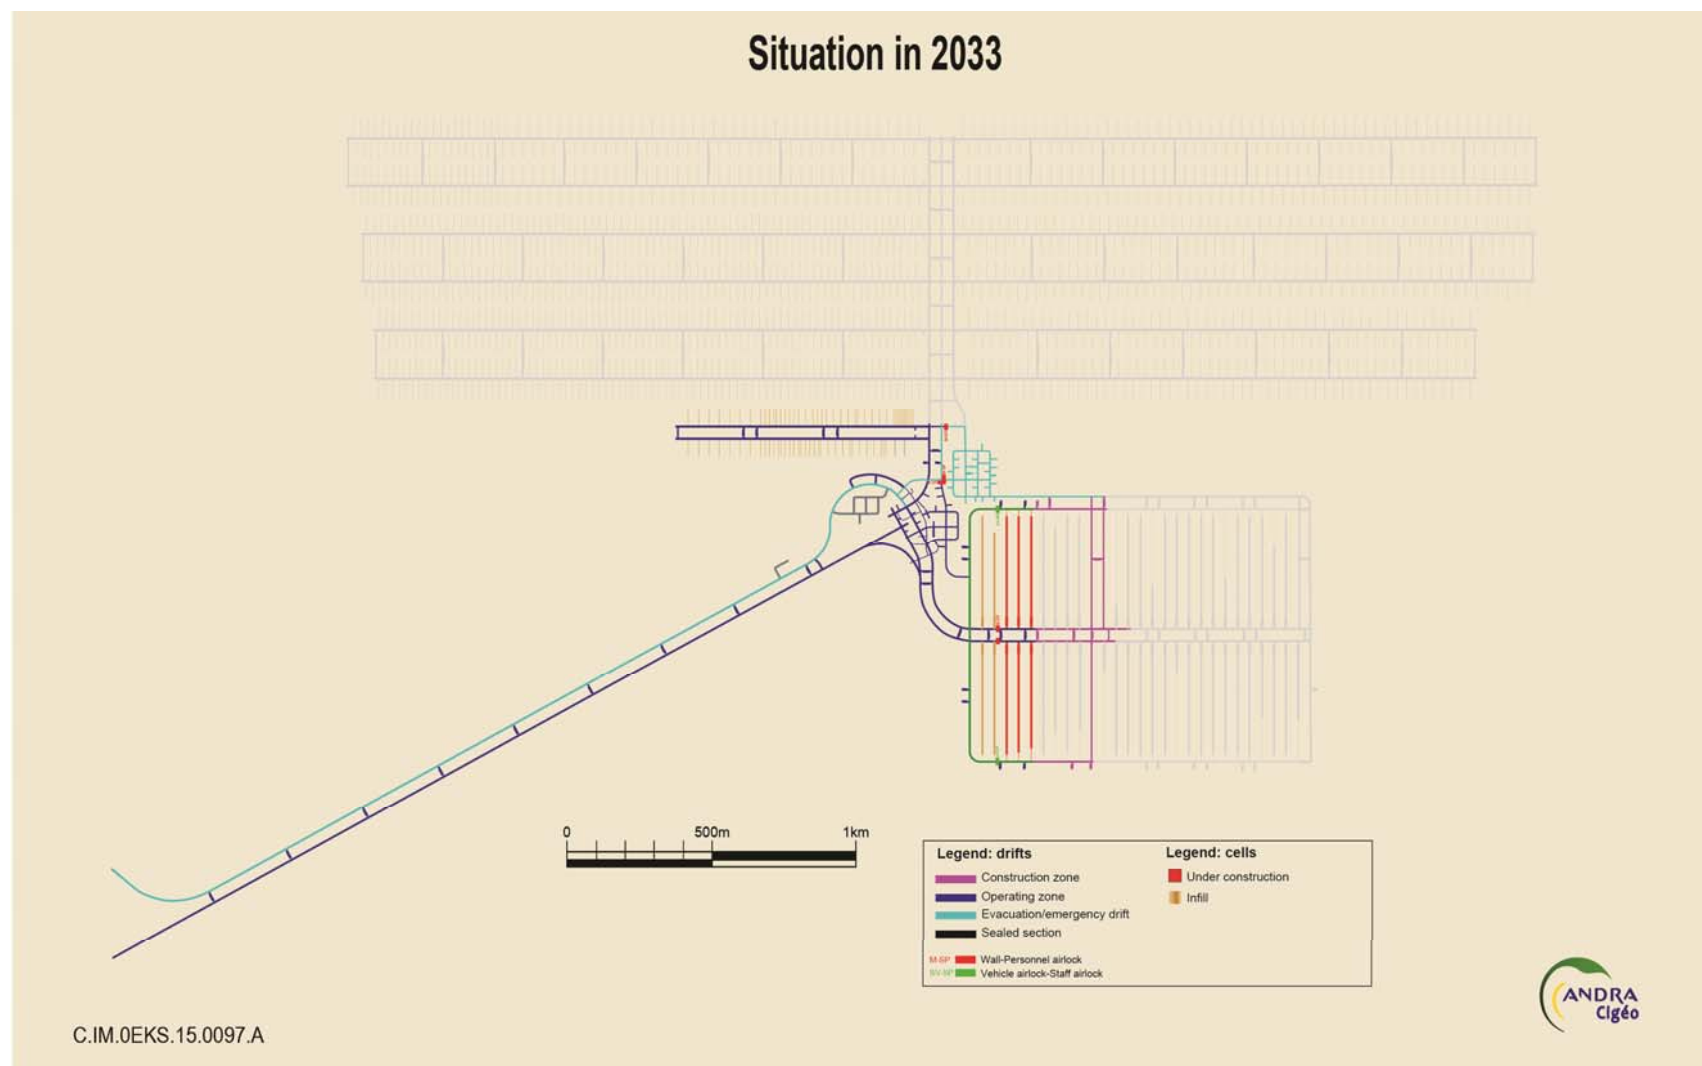 Situation in 2033
0 500m 1km
Legend: drifts
Construction zone
Operating zone
Evacuation/emergency drift
Sealed section
M-SP Wall-Personnel airlock
Vehicle airlock-Staff airlock
Legend: cells
Under construction
Infill
C.IM.0EKS.15.0097.A
ANDRA
Cigéo